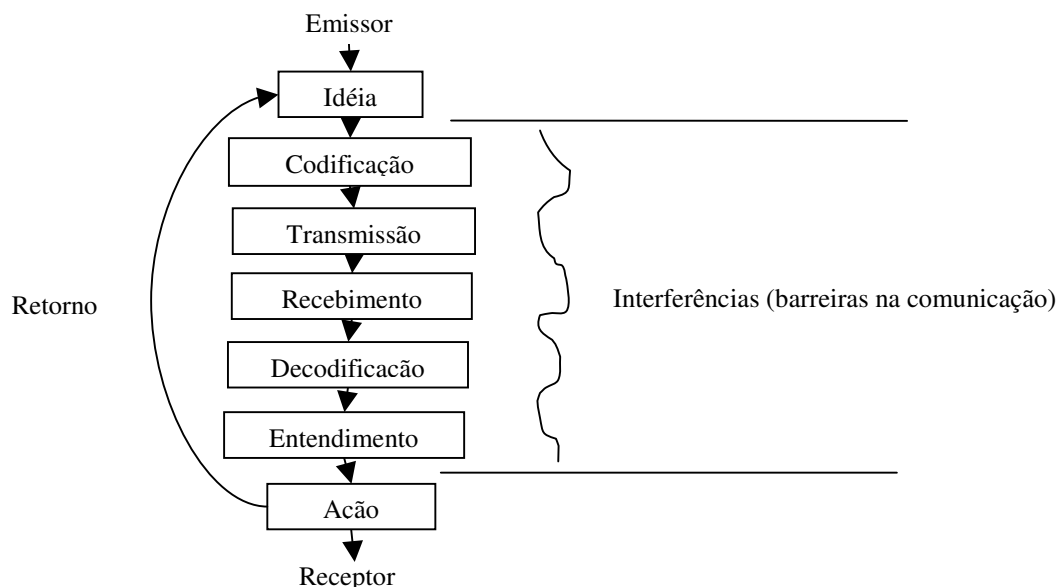 Emissor
Idéia
Codificação
Transmissão
Retorno
Recebimento
Interferências (barreiras na comunicação)
Decodificacão
Entendimento
Acão
Receptor